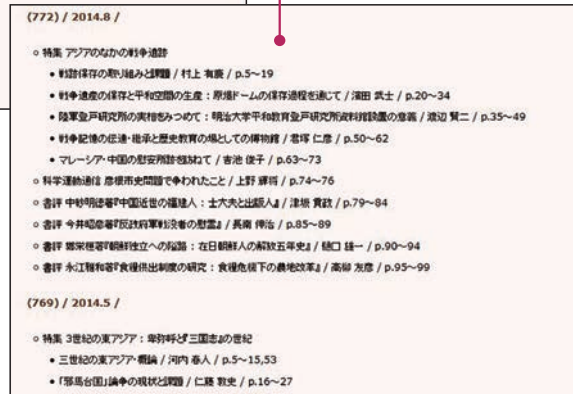 (772) / 2014.8 /
特集 アジアのなかの戦争遺跡
戦跡保存の取り組みと課題 / 村上 有慶 / p.5~19
戦争遺産の保存と平和空間の生産：原爆ドームの保存過程を通じて / 濱田 武士 / p.20~34
陸軍登戸研究所の実相をみつめて：明治大学平和教育登戸研究所資料館設置の意義 / 渡辺 賢二 / p.35~49
戦争記憶の伝達・継承と歴史教育の場としての博物館 / 君塚 仁彦 / p.50~62
マレーシア・中国の慰安所跡を訪ねて / 吉池 俊子 / p.63~73
科学運動通信 彦根市史問題で争われたこと / 上野 輝将 / p.74~76
書評 中砂明徳著『中国近世の福建人：士大夫と出版人』 / 津坂 貢政 / p.79~84
書評 今井昭彦著『反政府軍戦没者の慰霊』 / 長南 伸治 / p.85~89
書評 鄭栄桓著『朝鮮独立への隘路：在日朝鮮人の解放五年史』 / 樋口 雄一 / p.90~94
書評 永江雅和著『食糧供出制度の研究：食糧危機下の農地改革』 / 高柳 友彦 / p.95~99
(769) / 2014.5 /
特集 3世紀の東アジア：卑弥呼と『三国志』の世紀
三世紀の東アジア・概論 / 河内 春人 / p.5~15,53
「邪馬台国」論争の現状と課題 / 仁藤 敦史 / p.16~27